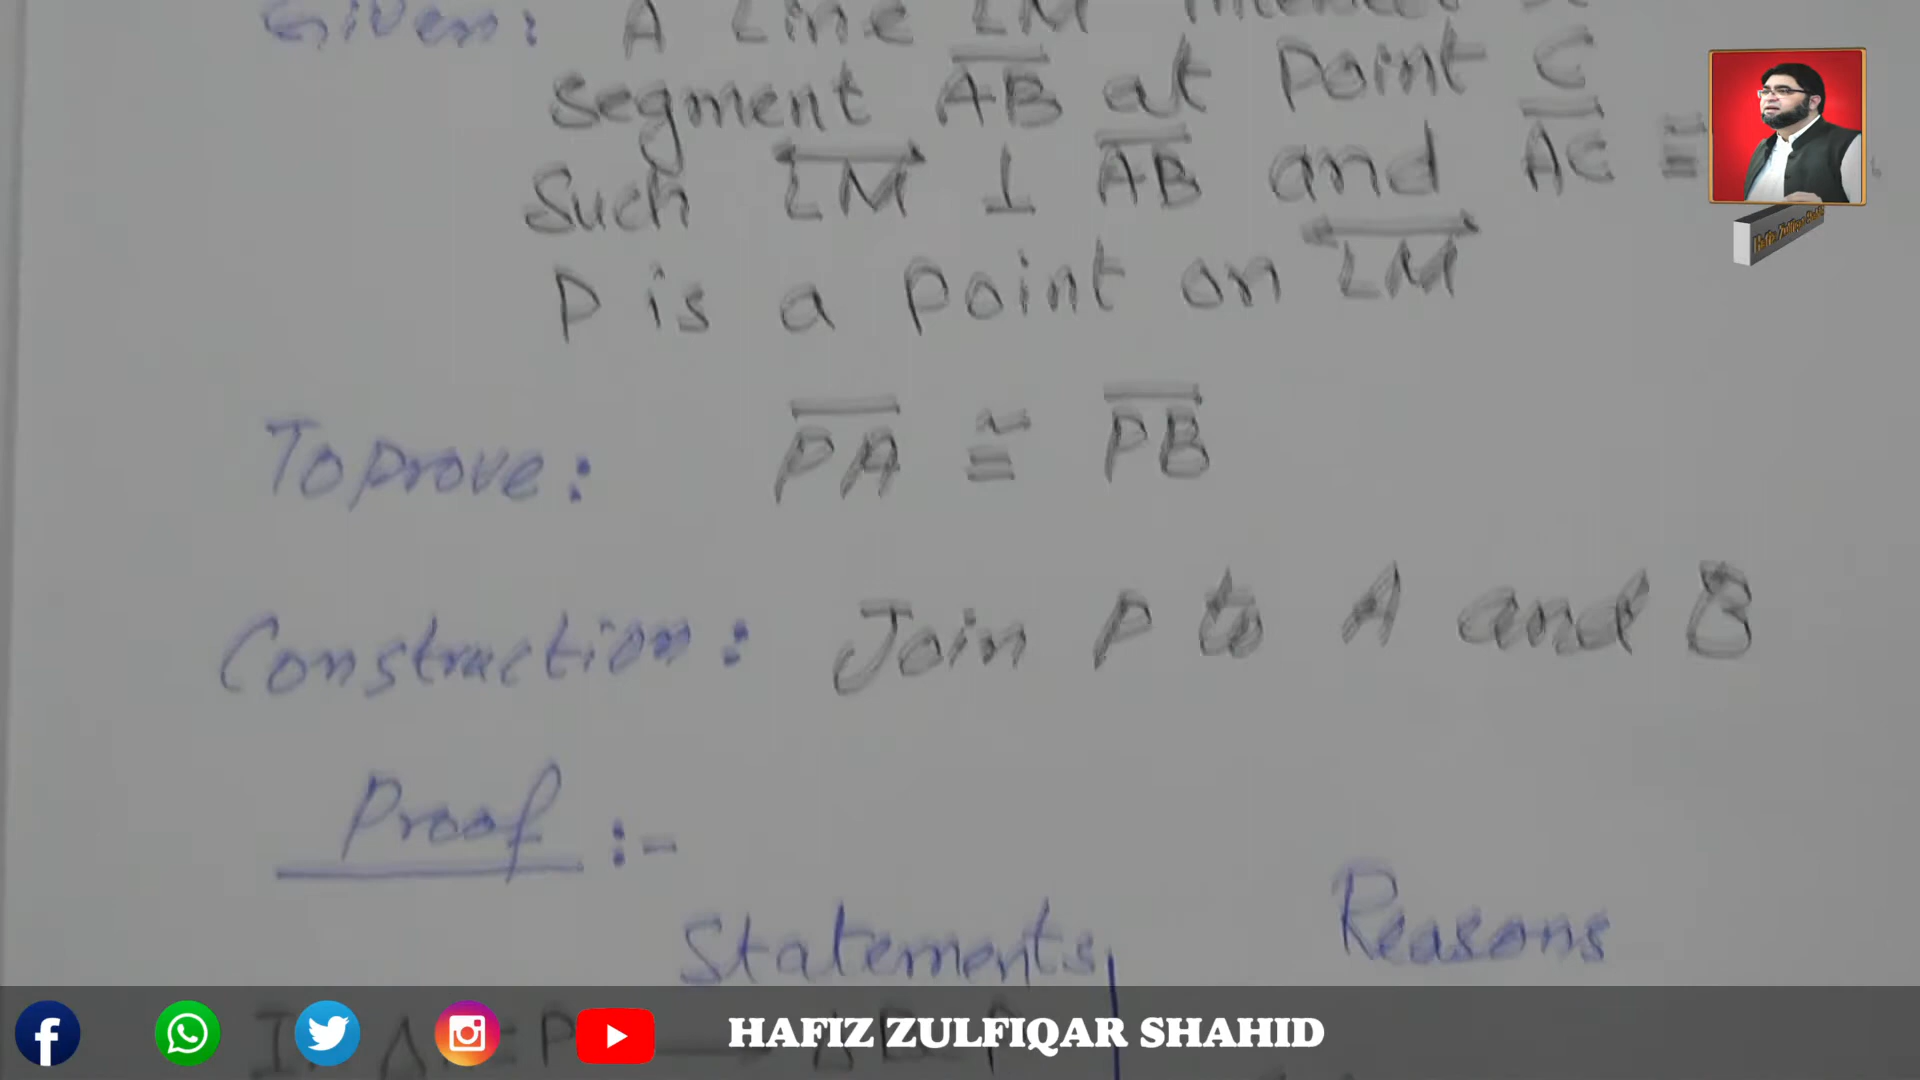 Given: A Line LM
Segment AB at Point C
Such LM ⊥ AB and AC ≅
P is a point on LM
To prove: PA ≅ PB
Construction: Join P to A and B
Proof :-
Statements Reasons
HAFIZ ZULFIQAR SHAHID